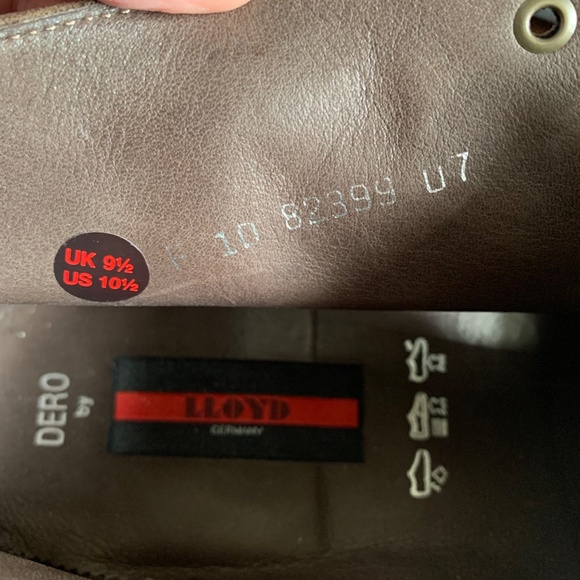 UK 9½
US 10½
10 82399 U7
DERO
by
LLOYD
GERMANY